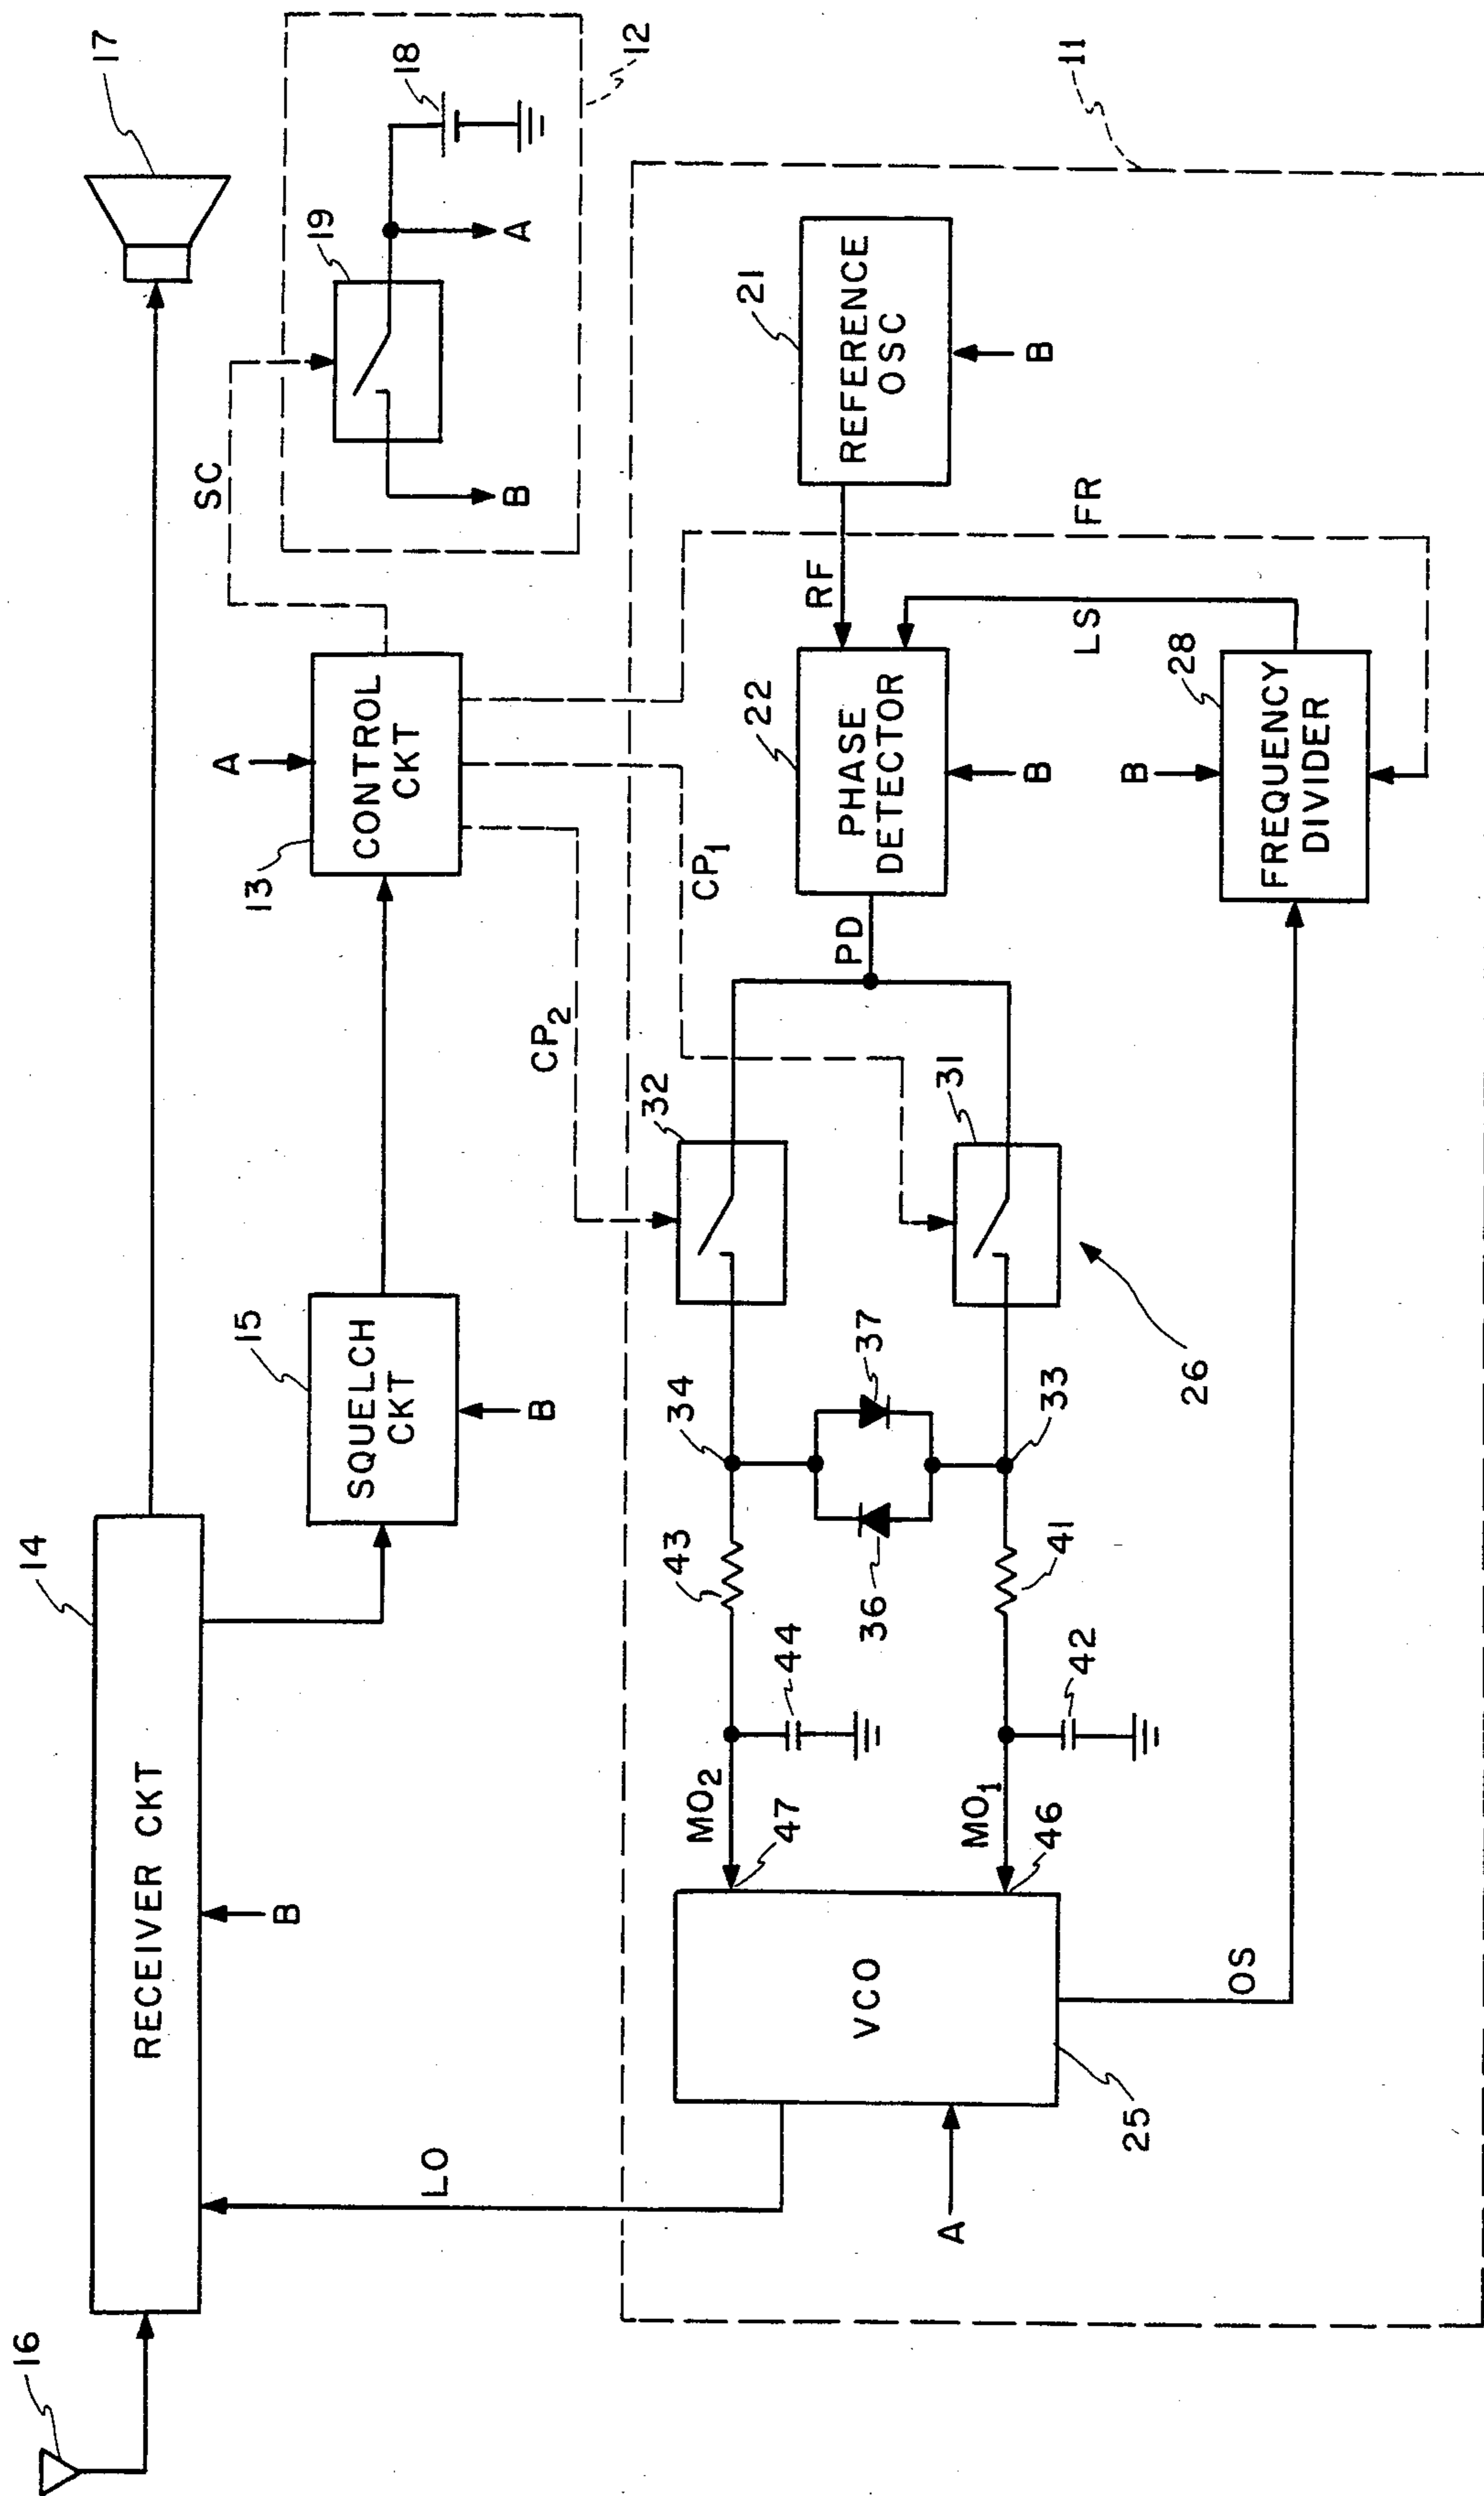 16
14
RECEIVER CKT
B
17
15
SQUELCH
CKT
B
13
CONTROL
CKT
A
SC
19
18
B
A
12
LO
CP2
CP1
FR
11
VCO
25
A
OS
MO2
47
MO1
46
44
42
43
41
36
37
34
33
32
31
26
PD
22
PHASE
DETECTOR
B
RF
LS
21
REFERENCE
OSC
B
28
FREQUENCY
DIVIDER
B